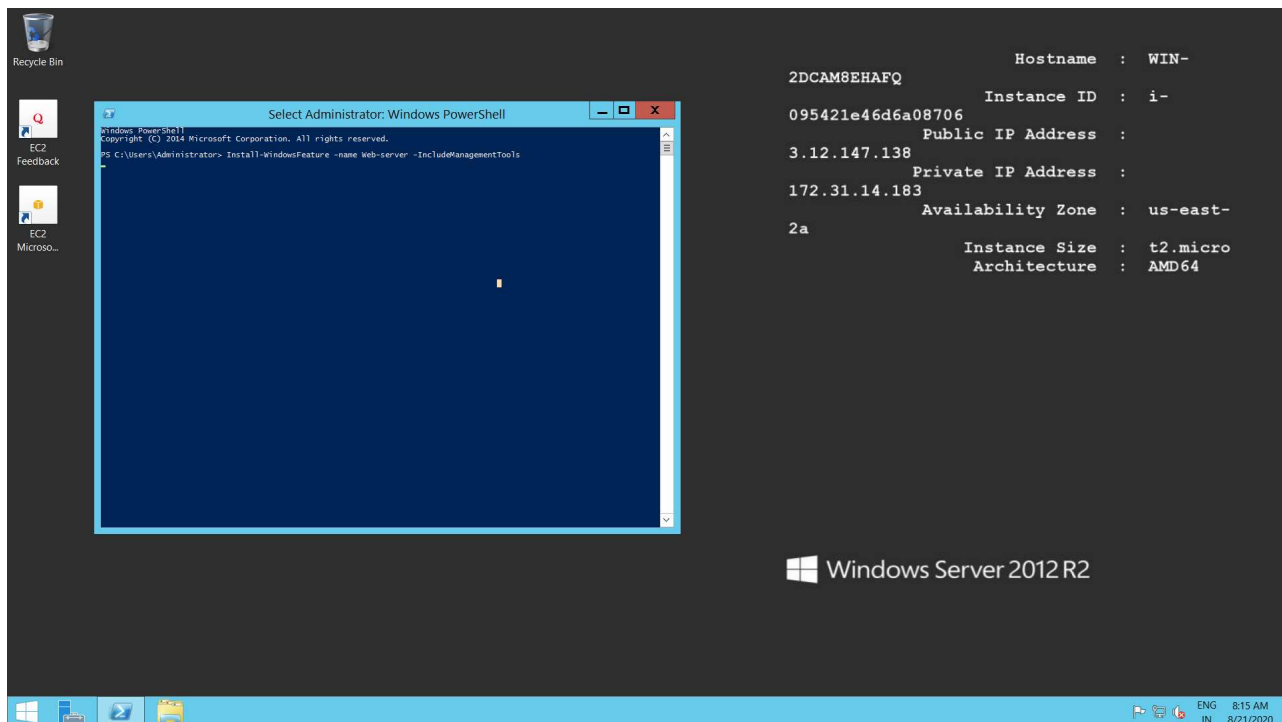 Recycle Bin
EC2
Feedback
EC2
Microso...
Select Administrator: Windows PowerShell
Windows PowerShell
Copyright (C) 2014 Microsoft Corporation. All rights reserved.
PS C:\Users\Administrator> Install-WindowsFeature -name Web-server -IncludeManagementTools
Hostname : WIN-
2DCAM8EHAFQ
Instance ID : i-
095421e46d6a08706
Public IP Address :
3.12.147.138
Private IP Address :
172.31.14.183
Availability Zone : us-east-
2a
Instance Size : t2.micro
Architecture : AMD64
Windows Server 2012 R2
ENG 8:15 AM
IN 8/21/2020